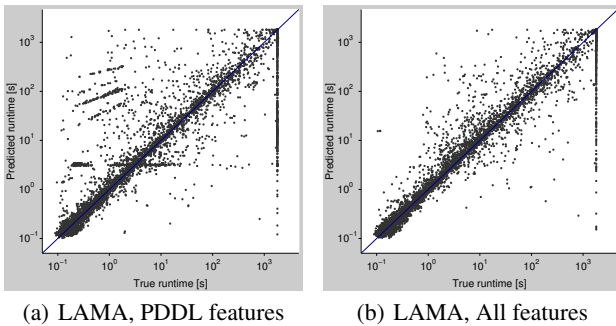 Predicted runtime [s]
10³
10²
10¹
10⁰
10⁻¹
10⁻¹ 10⁰ 10¹ 10² 10³
True runtime [s]
(a) LAMA, PDDL features
Predicted runtime [s]
10³
10²
10¹
10⁰
10⁻¹
10⁻¹ 10⁰ 10¹ 10² 10³
True runtime [s]
(b) LAMA, All features